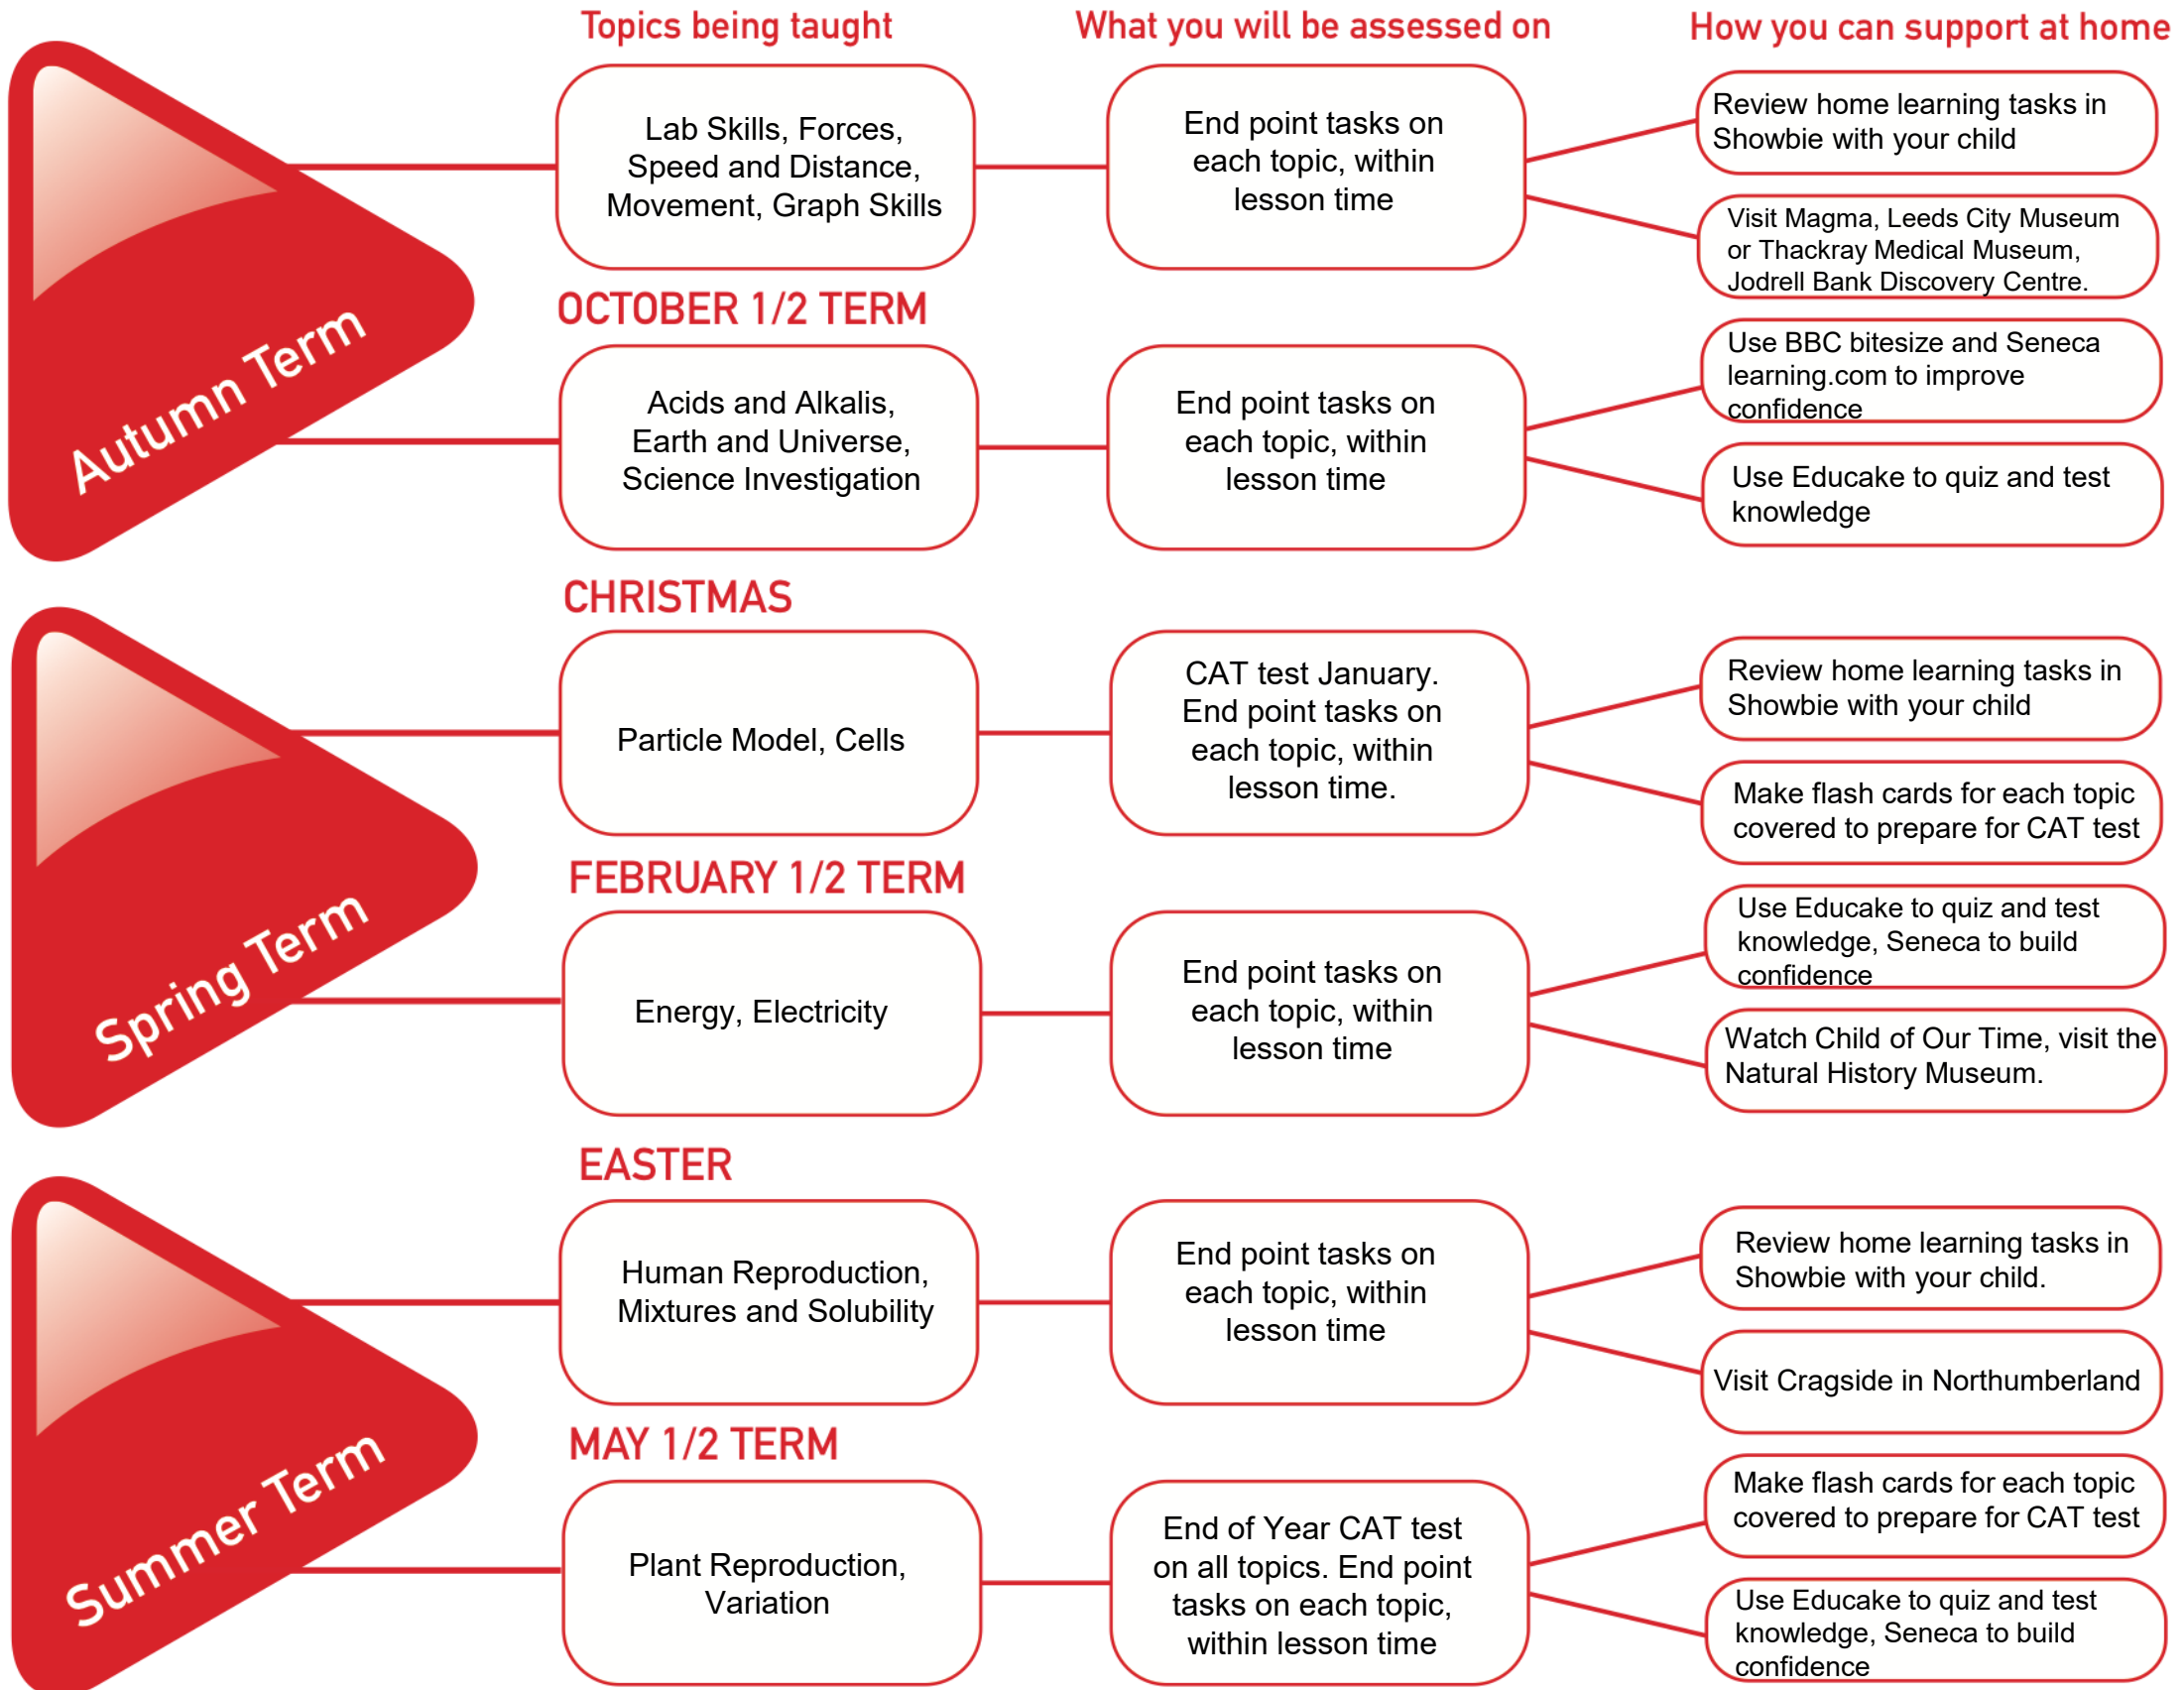 Topics being taught
What you will be assessed on
How you can support at home
Autumn Term
Lab Skills, Forces,
Speed and Distance,
Movement, Graph Skills
End point tasks on
each topic, within
lesson time
Review home learning tasks in
Showbie with your child
Visit Magma, Leeds City Museum
or Thackray Medical Museum,
Jodrell Bank Discovery Centre.
OCTOBER 1/2 TERM
Acids and Alkalis,
Earth and Universe,
Science Investigation
End point tasks on
each topic, within
lesson time
Use BBC bitesize and Seneca
learning.com to improve
confidence
Use Educake to quiz and test
knowledge
CHRISTMAS
Spring Term
Particle Model, Cells
CAT test January.
End point tasks on
each topic, within
lesson time.
Review home learning tasks in
Showbie with your child
Make flash cards for each topic
covered to prepare for CAT test
FEBRUARY 1/2 TERM
Energy, Electricity
End point tasks on
each topic, within
lesson time
Use Educake to quiz and test
knowledge, Seneca to build
confidence
Watch Child of Our Time, visit the
Natural History Museum.
EASTER
Summer Term
Human Reproduction,
Mixtures and Solubility
End point tasks on
each topic, within
lesson time
Review home learning tasks in
Showbie with your child.
Visit Cragside in Northumberland
MAY 1/2 TERM
Plant Reproduction,
Variation
End of Year CAT test
on all topics. End point
tasks on each topic,
within lesson time
Make flash cards for each topic
covered to prepare for CAT test
Use Educake to quiz and test
knowledge, Seneca to build
confidence